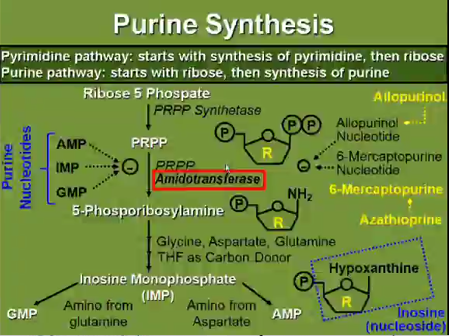 Purine Synthesis
Pyrimidine pathway: starts with synthesis of pyrimidine, then ribose
Purine pathway: starts with ribose, then synthesis of purine
Ribose 5 Phospate
Allopurinol
PRPP Synthetase
P
P
P
R
Allopurinol
Nucleotide
Purine
Nucleotides
AMP
IMP
GMP
PRPP
PRPP
Amidotransferase
6-Mercaptopurine
Nucleotide
6-Mercaptopurine
Azathioprine
5-Phosporibosylamine
P
R
NH2
Glycine, Aspartate, Glutamine
THF as Carbon Donor
Inosine Monophosphate
(IMP)
P
Hypoxanthine
R
Inosine
(nucleoside)
GMP
Amino from
glutamine
Amino from
Aspartate
AMP